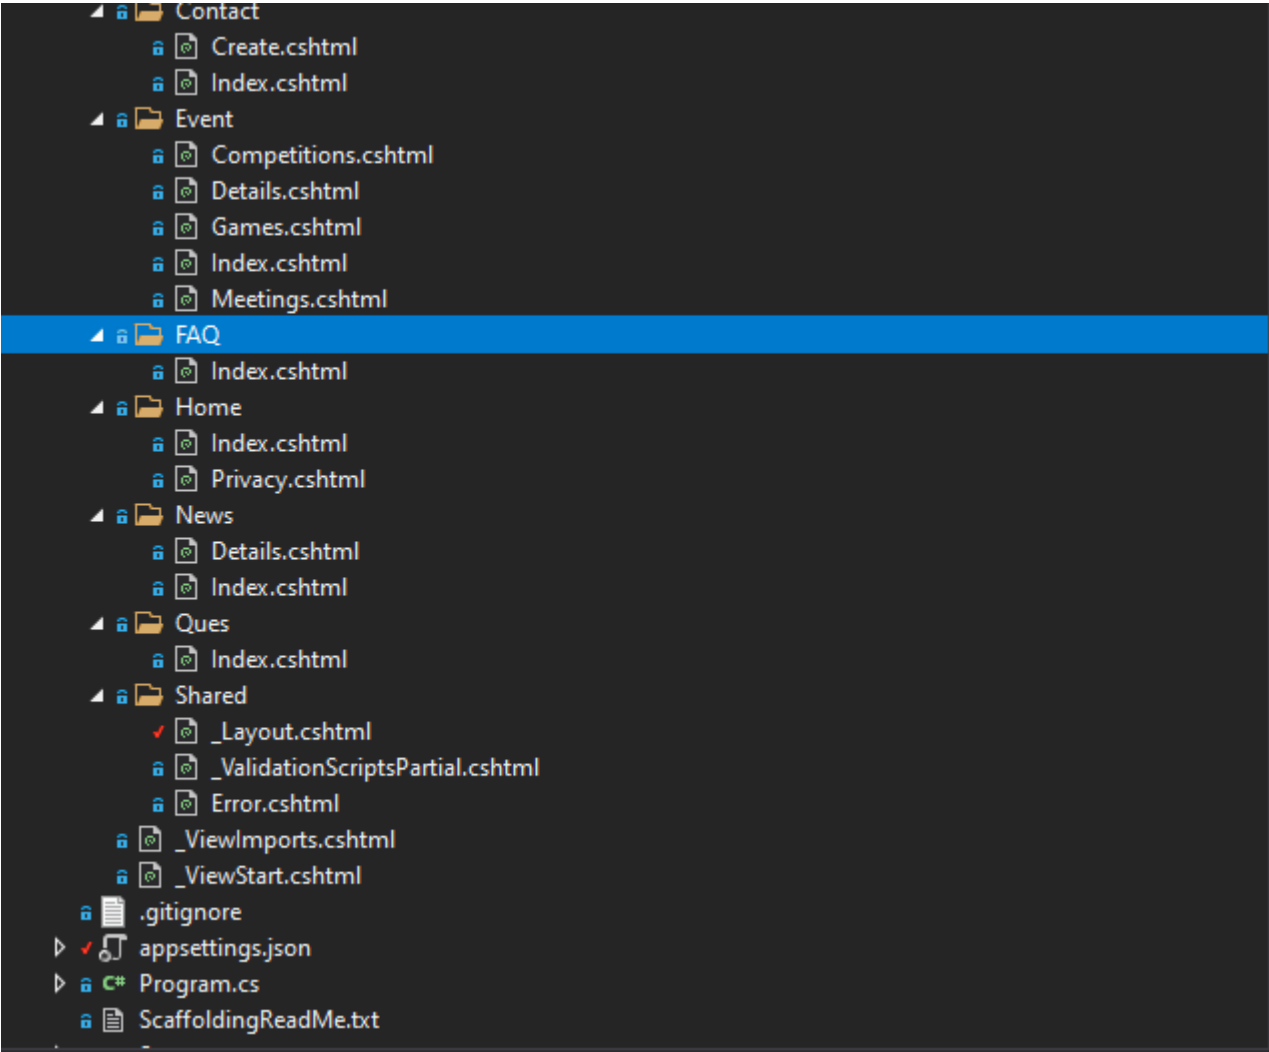 Contact
Create.cshtml
Index.cshtml
Event
Competitions.cshtml
Details.cshtml
Games.cshtml
Index.cshtml
Meetings.cshtml
FAQ
Index.cshtml
Home
Index.cshtml
Privacy.cshtml
News
Details.cshtml
Index.cshtml
Ques
Index.cshtml
Shared
_Layout.cshtml
_ValidationScriptsPartial.cshtml
Error.cshtml
_ViewImports.cshtml
_ViewStart.cshtml
.gitignore
appsettings.json
C# Program.cs
ScaffoldingReadMe.txt